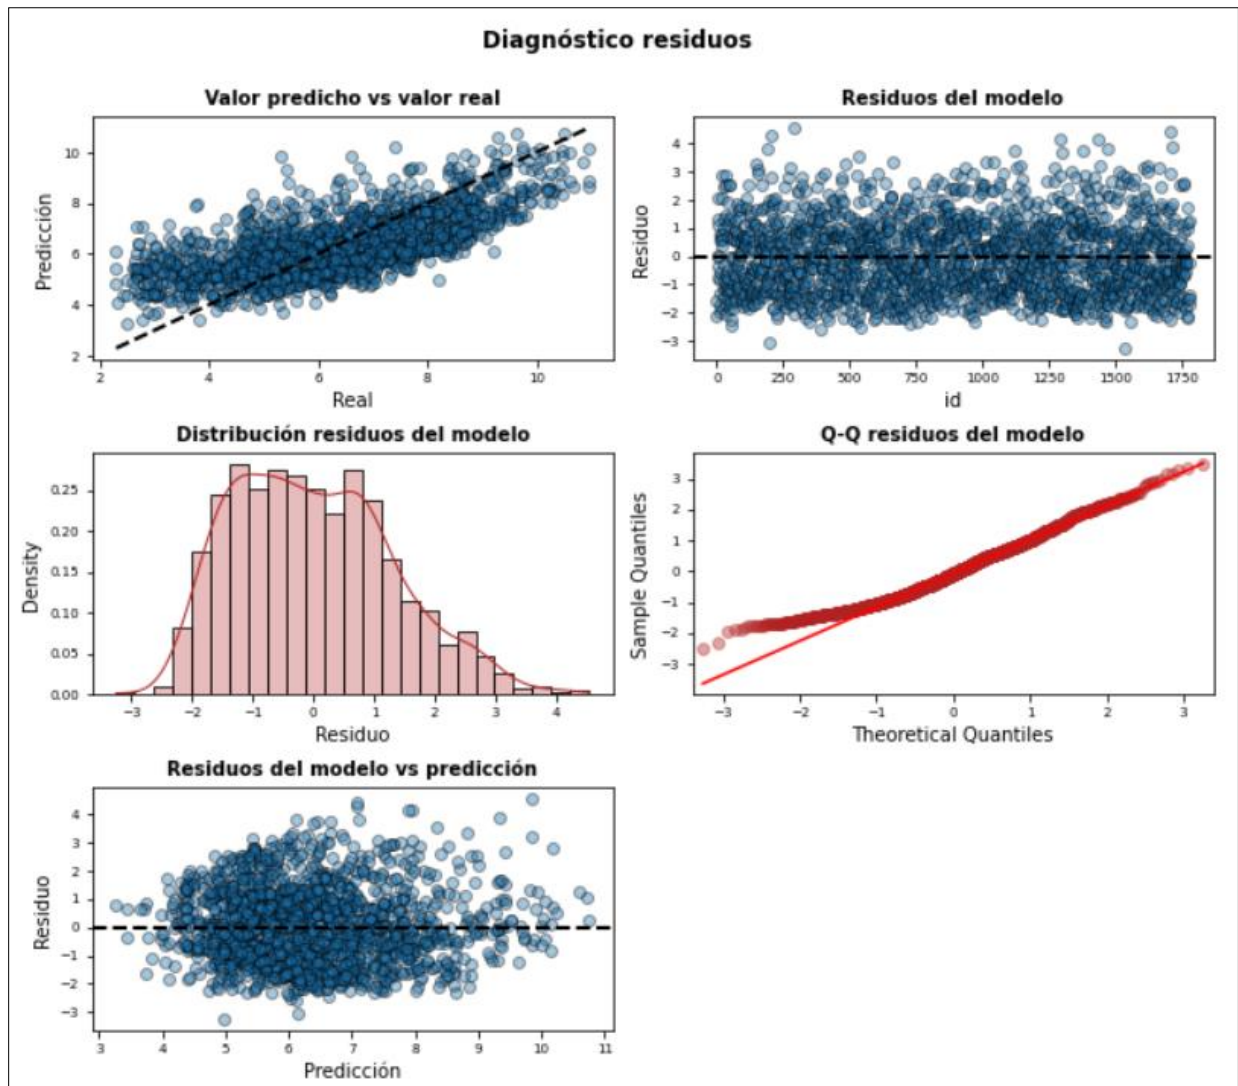 Diagnóstico residuos
Valor predicho vs valor real
10
8
6
4
2
Predicción
2 4 6 8 10
Real
Residuos del modelo
4
3
2
1
0
−1
−2
−3
Residuo
0 250 500 750 1000 1250 1500 1750
id
Distribución residuos del modelo
0.25
0.20
0.15
0.10
0.05
0.00
Density
−3 −2 −1 0 1 2 3 4
Residuo
Q-Q residuos del modelo
3
2
1
0
−1
−2
−3
Sample Quantiles
−3 −2 −1 0 1 2 3
Theoretical Quantiles
Residuos del modelo vs predicción
4
3
2
1
0
−1
−2
−3
Residuo
3 4 5 6 7 8 9 10 11
Predicción